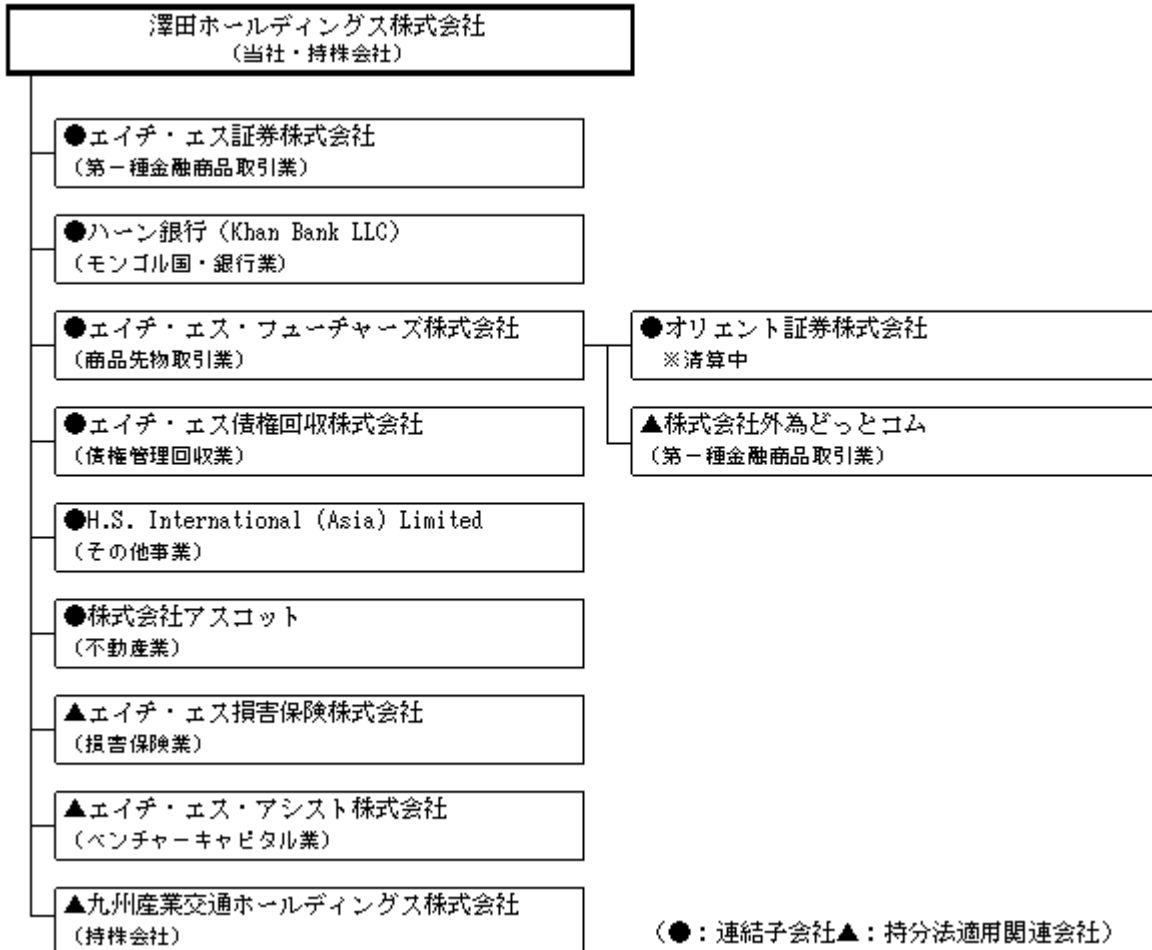 澤田ホールディングス株式会社
（当社・持株会社）
●エイチ・エス証券株式会社
（第一種金融商品取引業）
●ハーン銀行（Khan Bank LLC）
（モンゴル国・銀行業）
●エイチ・エス・フューチャーズ株式会社
（商品先物取引業）
●オリエント証券株式会社
※清算中
●エイチ・エス債権回収株式会社
（債権管理回収業）
▲株式会社外為どっとコム
（第一種金融商品取引業）
●H.S. International (Asia) Limited
（その他事業）
●株式会社アスコット
（不動産業）
▲エイチ・エス損害保険株式会社
（損害保険業）
▲エイチ・エス・アシスト株式会社
（ベンチャーキャピタル業）
▲九州産業交通ホールディングス株式会社
（持株会社）
（●：連結子会社▲：持分法適用関連会社）